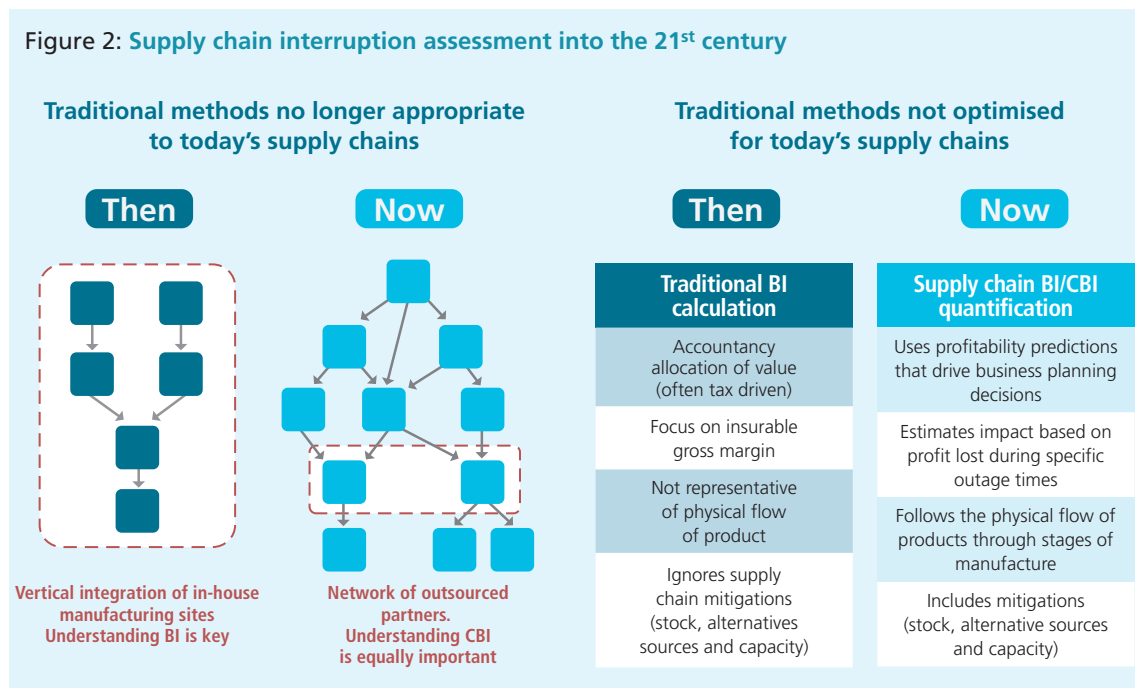 Figure 2: Supply chain interruption assessment into the 21st century
Traditional methods no longer appropriate
to today's supply chains
Then
Now
Vertical integration of in-house
manufacturing sites
Understanding BI is key
Network of outsourced
partners.
Understanding CBI
is equally important
Traditional methods not optimised
for today's supply chains
Then
Now
Traditional BI
calculation
Accountancy
allocation of value
(often tax driven)
Focus on insurable
gross margin
Not representative
of physical flow
of product
Ignores supply
chain mitigations
(stock, alternatives
sources and capacity)
Supply chain BI/CBI
quantification
Uses profitability predictions
that drive business planning
decisions
Estimates impact based on
profit lost during specific
outage times
Follows the physical flow of
products through stages of
manufacture
Includes mitigations
(stock, alternative sources
and capacity)